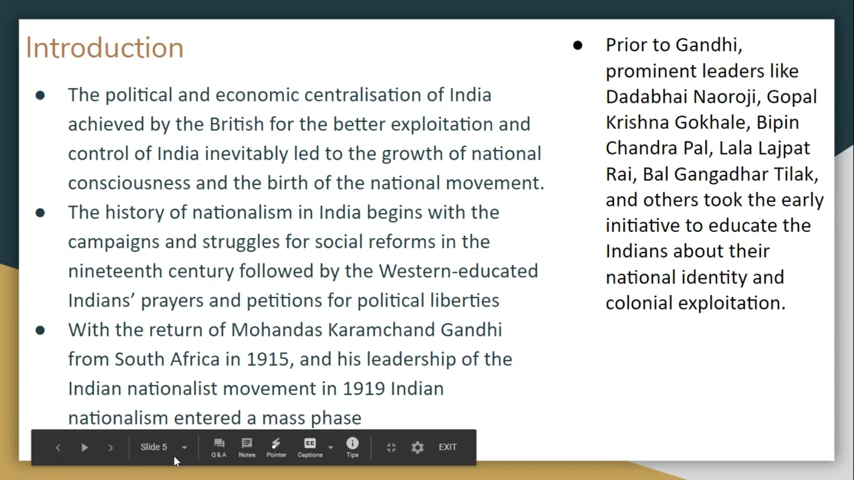 Introduction
● The political and economic centralisation of India
achieved by the British for the better exploitation and
control of India inevitably led to the growth of national
consciousness and the birth of the national movement.
● The history of nationalism in India begins with the
campaigns and struggles for social reforms in the
nineteenth century followed by the Western-educated
Indians’ prayers and petitions for political liberties
● With the return of Mohandas Karamchand Gandhi
from South Africa in 1915, and his leadership of the
Indian nationalist movement in 1919 Indian
nationalism entered a mass phase
● Prior to Gandhi,
prominent leaders like
Dadabhai Naoroji, Gopal
Krishna Gokhale, Bipin
Chandra Pal, Lala Lajpat
Rai, Bal Gangadhar Tilak,
and others took the early
initiative to educate the
Indians about their
national identity and
colonial exploitation.
Slide 5
Q & A
Notes
Pointer
CC
Captions
Tips
EXIT